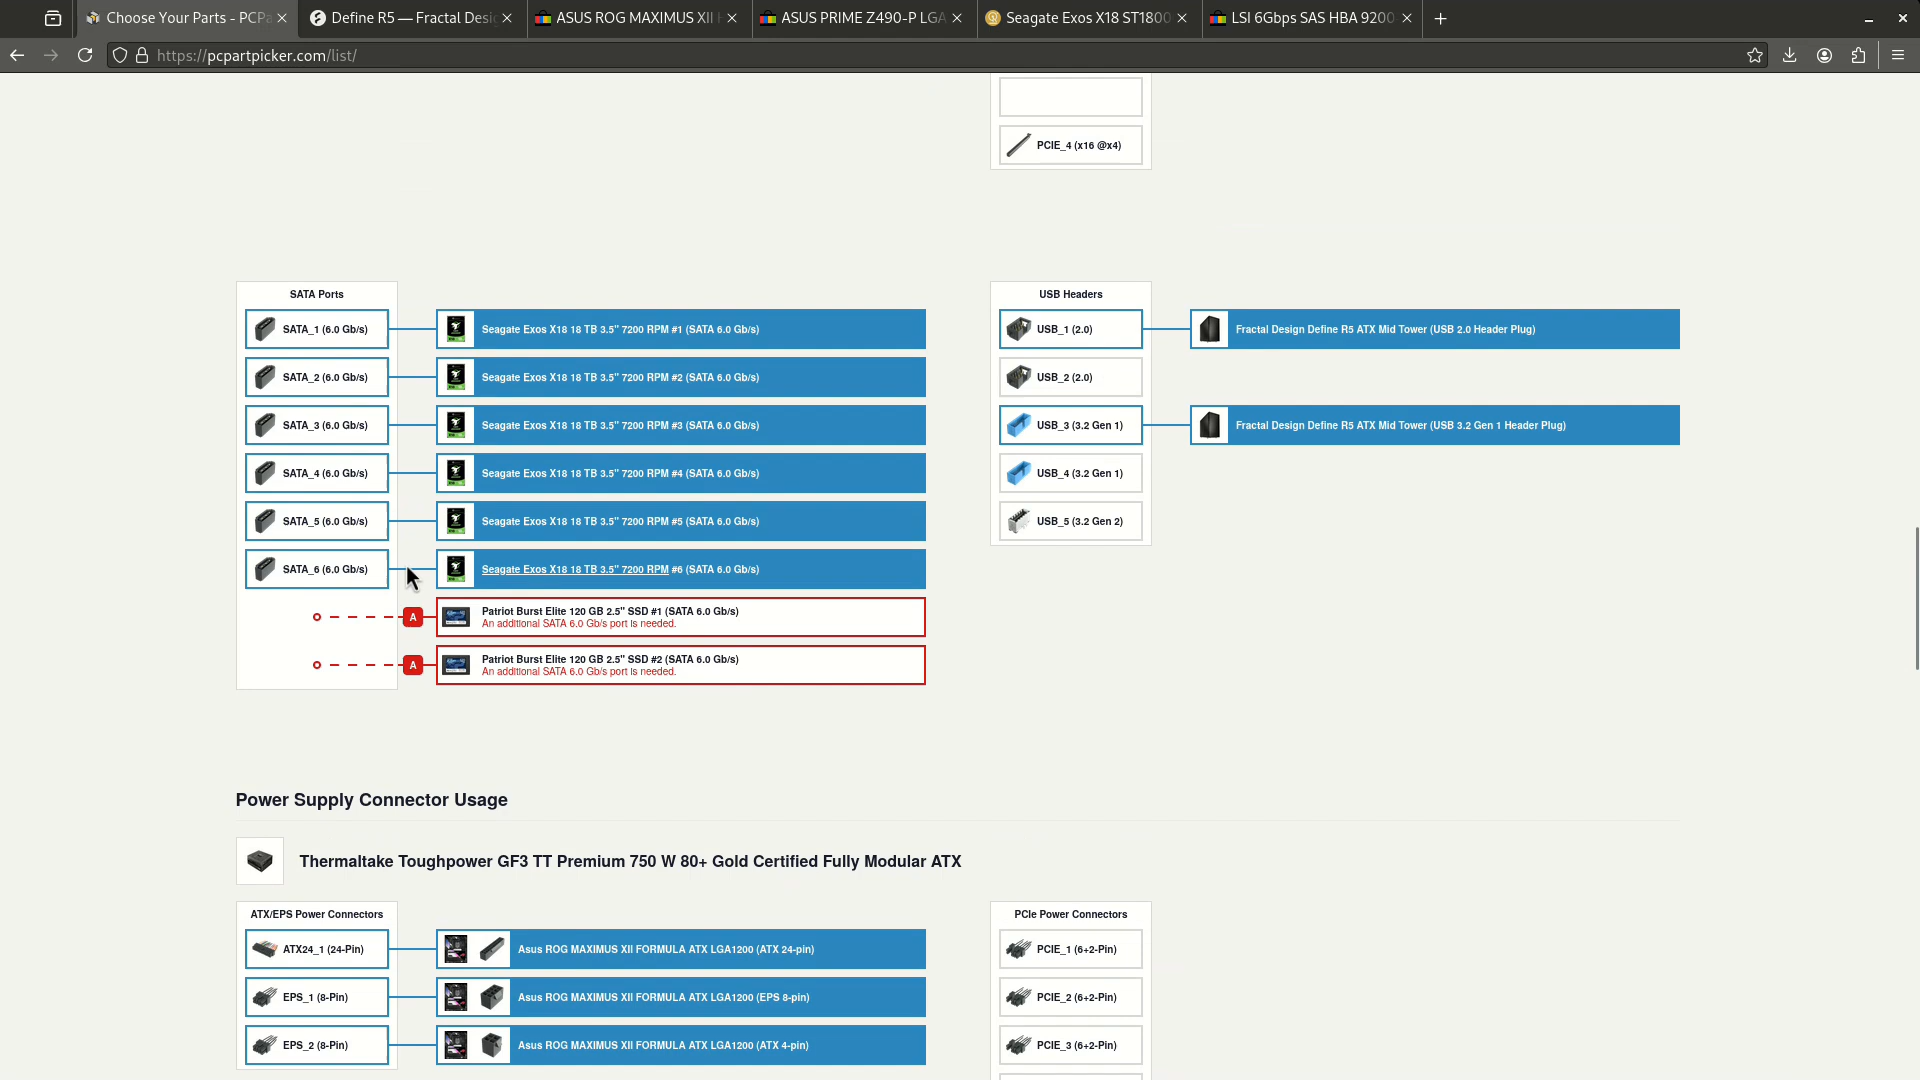 Choose Your Parts - PCPa
Define R5 — Fractal Desi
ASUS ROG MAXIMUS XII
ASUS PRIME Z490-P LGA
Seagate Exos X18 ST1800
LSI 6Gbps SAS HBA 9200
https://pcpartpicker.com/list/
PCIE_4 (x16 @x4)
SATA Ports
SATA_1 (6.0 Gb/s)
Seagate Exos X18 18 TB 3.5" 7200 RPM #1 (SATA 6.0 Gb/s)
SATA_2 (6.0 Gb/s)
Seagate Exos X18 18 TB 3.5" 7200 RPM #2 (SATA 6.0 Gb/s)
SATA_3 (6.0 Gb/s)
Seagate Exos X18 18 TB 3.5" 7200 RPM #3 (SATA 6.0 Gb/s)
SATA_4 (6.0 Gb/s)
Seagate Exos X18 18 TB 3.5" 7200 RPM #4 (SATA 6.0 Gb/s)
SATA_5 (6.0 Gb/s)
Seagate Exos X18 18 TB 3.5" 7200 RPM #5 (SATA 6.0 Gb/s)
SATA_6 (6.0 Gb/s)
Seagate Exos X18 18 TB 3.5" 7200 RPM #6 (SATA 6.0 Gb/s)
A
Patriot Burst Elite 120 GB 2.5" SSD #1 (SATA 6.0 Gb/s)
An additional SATA 6.0 Gb/s port is needed.
A
Patriot Burst Elite 120 GB 2.5" SSD #2 (SATA 6.0 Gb/s)
An additional SATA 6.0 Gb/s port is needed.
USB Headers
USB_1 (2.0)
Fractal Design Define R5 ATX Mid Tower (USB 2.0 Header Plug)
USB_2 (2.0)
USB_3 (3.2 Gen 1)
Fractal Design Define R5 ATX Mid Tower (USB 3.2 Gen 1 Header Plug)
USB_4 (3.2 Gen 1)
USB_5 (3.2 Gen 2)
Power Supply Connector Usage
Thermaltake Toughpower GF3 TT Premium 750 W 80+ Gold Certified Fully Modular ATX
ATX/EPS Power Connectors
ATX24_1 (24-Pin)
Asus ROG MAXIMUS XII FORMULA ATX LGA1200 (ATX 24-pin)
EPS_1 (8-Pin)
Asus ROG MAXIMUS XII FORMULA ATX LGA1200 (EPS 8-pin)
EPS_2 (8-Pin)
Asus ROG MAXIMUS XII FORMULA ATX LGA1200 (ATX 4-pin)
PCIe Power Connectors
PCIE_1 (6+2-Pin)
PCIE_2 (6+2-Pin)
PCIE_3 (6+2-Pin)